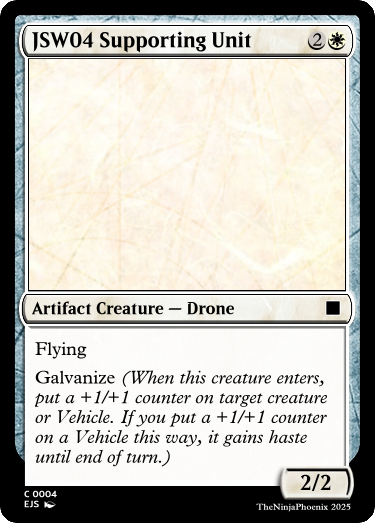 JSW04 Supporting Unit 2
Artifact Creature — Drone
Flying
Galvanize (When this creature enters,
put a +1/+1 counter on target creature
or Vehicle. If you put a +1/+1 counter
on a Vehicle this way, it gains haste
until end of turn.)
2/2
C 0004
EJS
TheNinjaPhoenix 2025